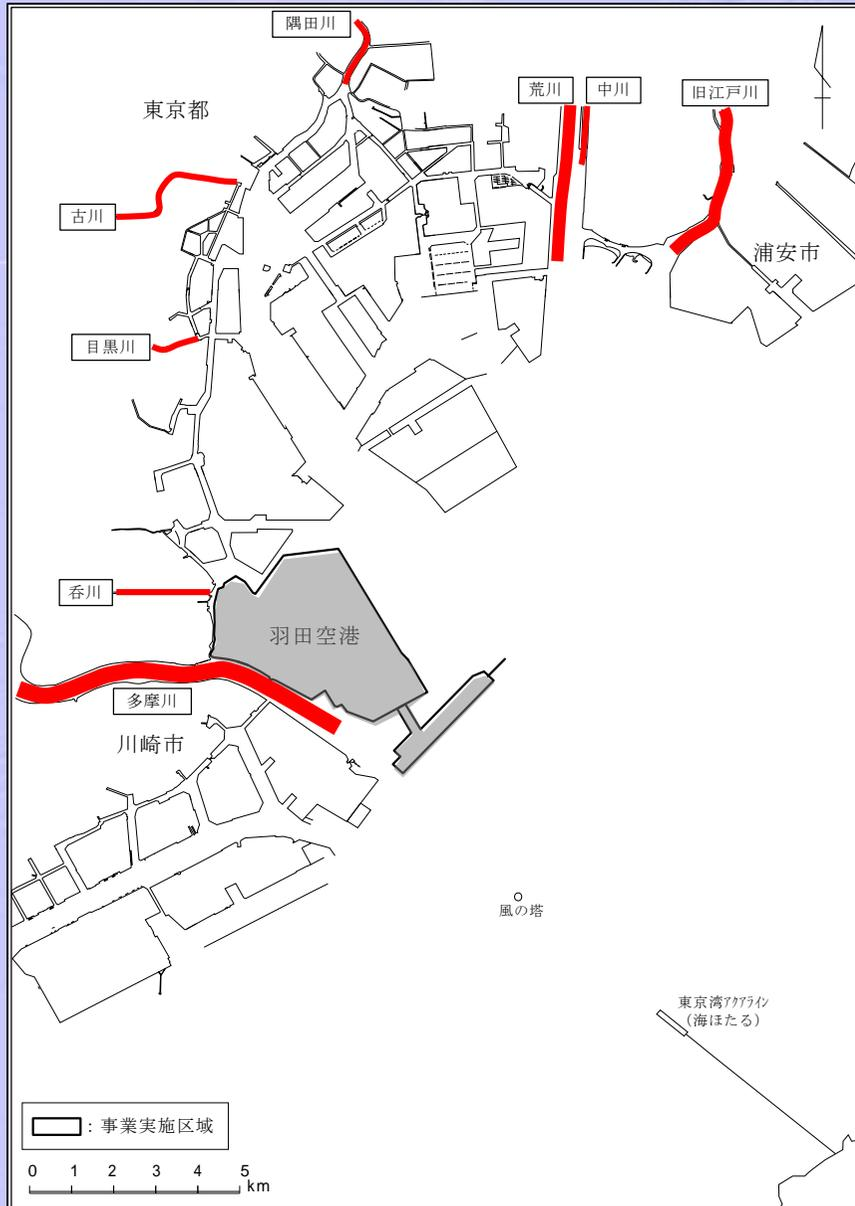 隅田川
東京都
荒川
中川
旧江戸川
古川
浦安市
目黒川
呑川
羽田空港
多摩川
川崎市
風の塔
東京湾アクアライン
(海ほたる)
:事業実施区域
0 1 2 3 4 5
km